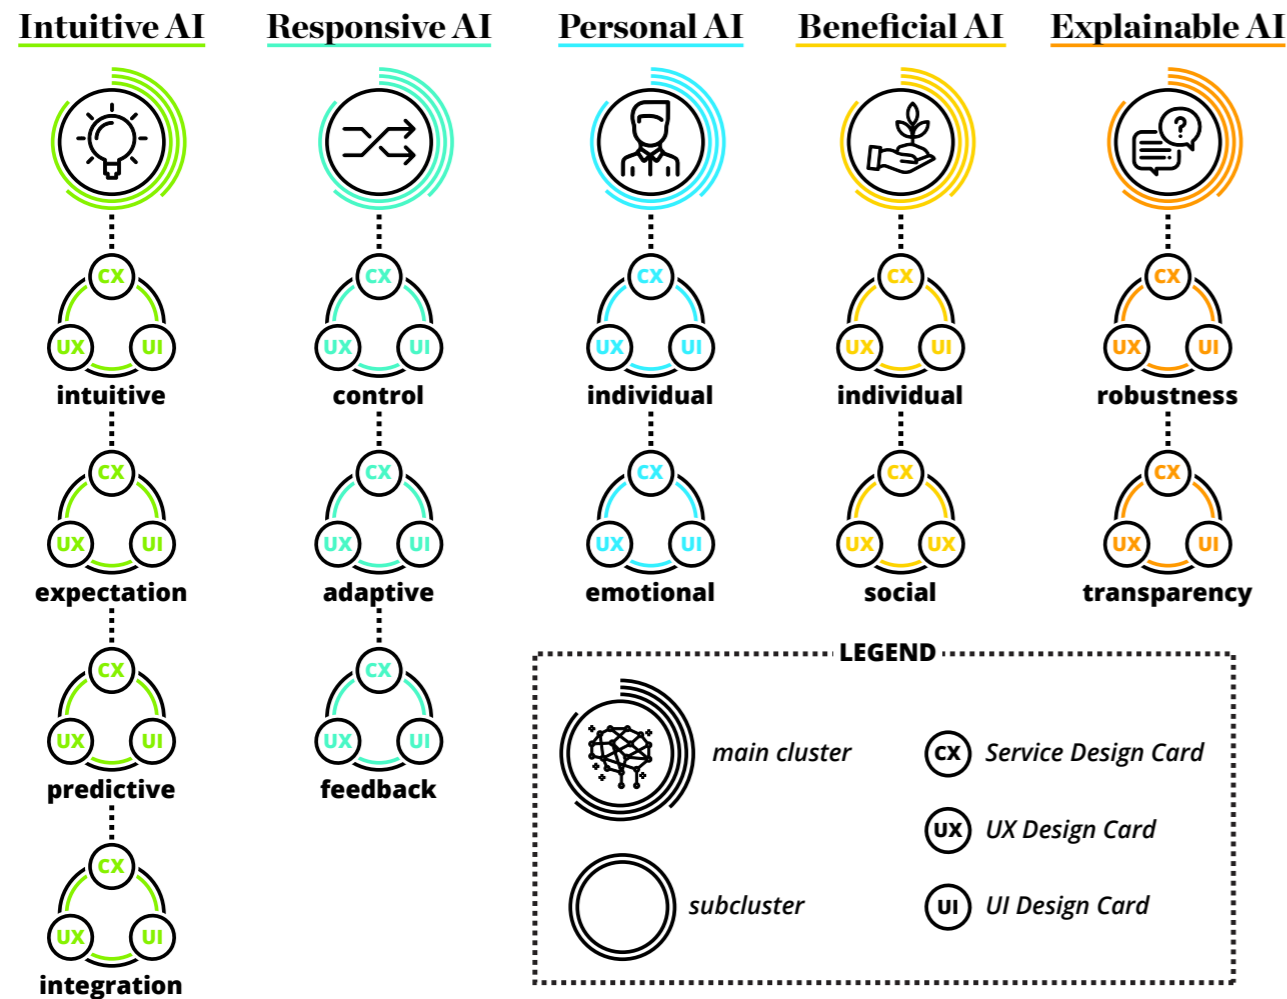 Intuitive AI Responsive AI Personal AI Beneficial AI Explainable AI
?
CX CX CX CX CX
UX UI UX UI UX UI UX UI UX UI
intuitive control individual individual robustness
CX CX CX CX CX
UX UI UX UI UX UI UX UX UX UI
expectation adaptive emotional social transparency
CX CX
UX UI UX UI
predictive feedback
CX
UX UI
integration
LEGEND
main cluster
subcluster
CX Service Design Card
UX UX Design Card
UI UI Design Card